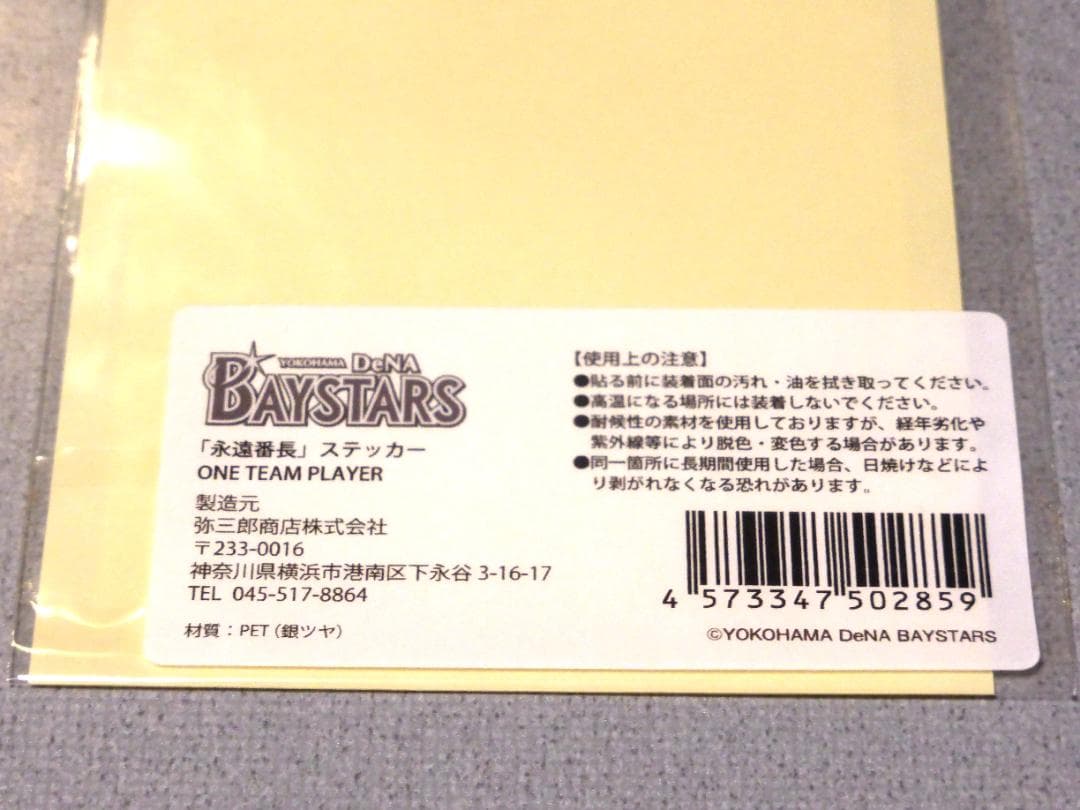 YOKOHAMA DeNA
BAYSTARS
「永遠番長」ステッカー
ONE TEAM PLAYER
製造元
弥三郎商店株式会社
〒233-0016
神奈川県横浜市港南区下永谷 3-16-17
TEL 045-517-8864
材質：PET（銀ツヤ）
【使用上の注意】
●貼る前に装着面の汚れ・油を拭き取ってください。
●高温になる場所には装着しないでください。
●耐候性の素材を使用しておりますが、経年劣化や
紫外線等により脱色・変色する場合があります。
●同一箇所に長期間使用した場合、日焼けなどによ
り剥がれなくなる恐れがあります。
4 573347 502859
©YOKOHAMA DeNA BAYSTARS